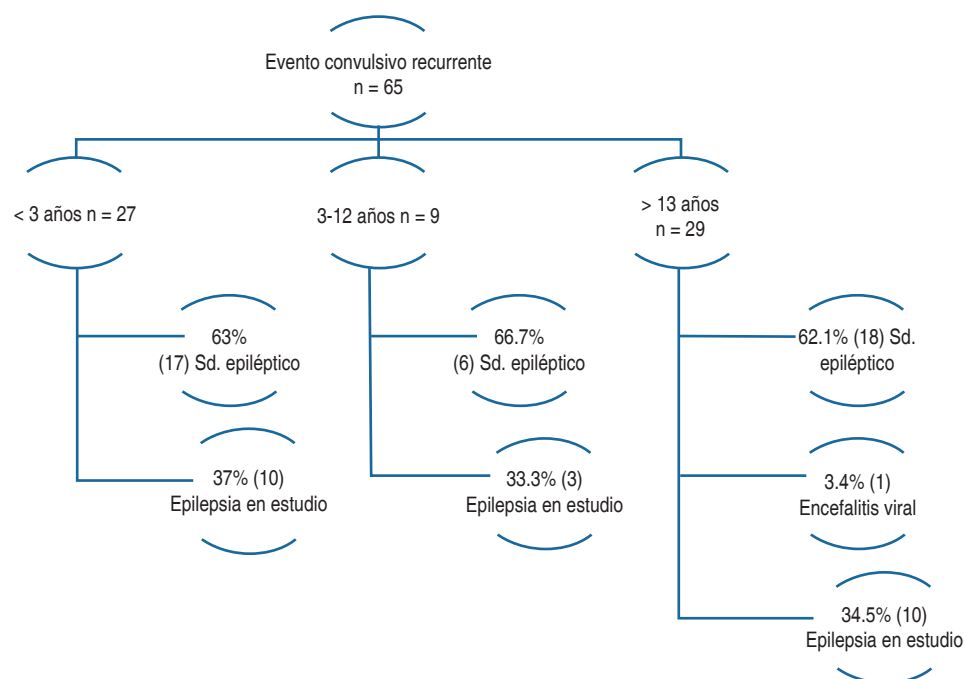 Evento convulsivo recurrente
n = 65
< 3 años n = 27
3-12 años n = 9
> 13 años
n = 29
63%
(17) Sd. epiléptico
66.7%
(6) Sd. epiléptico
62.1% (18) Sd.
epiléptico
37% (10)
Epilepsia en estudio
33.3% (3)
Epilepsia en estudio
3.4% (1)
Encefalitis viral
34.5% (10)
Epilepsia en estudio